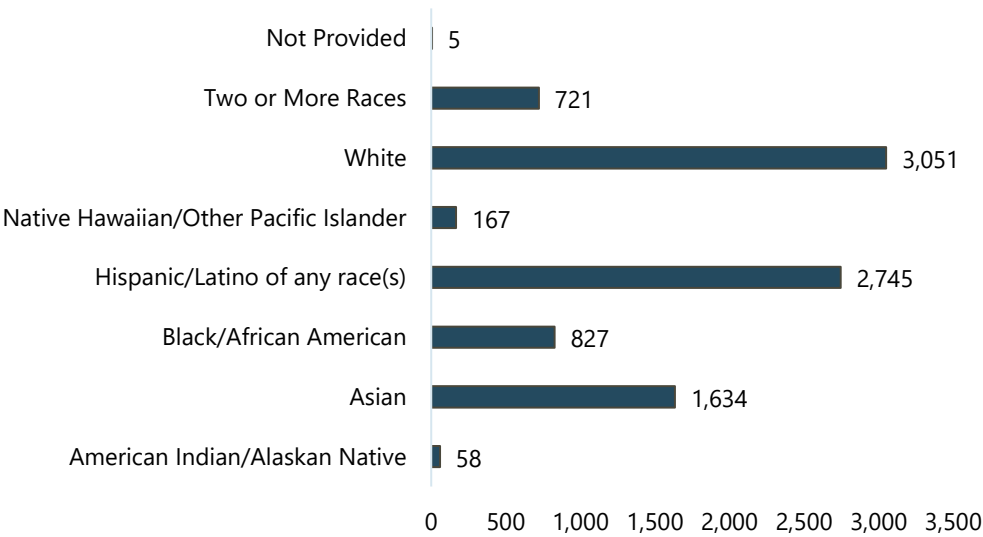 Not Provided 5
Two or More Races 721
White 3,051
Native Hawaiian/Other Pacific Islander 167
Hispanic/Latino of any race(s) 2,745
Black/African American 827
Asian 1,634
American Indian/Alaskan Native 58
0 500 1,000 1,500 2,000 2,500 3,000 3,500